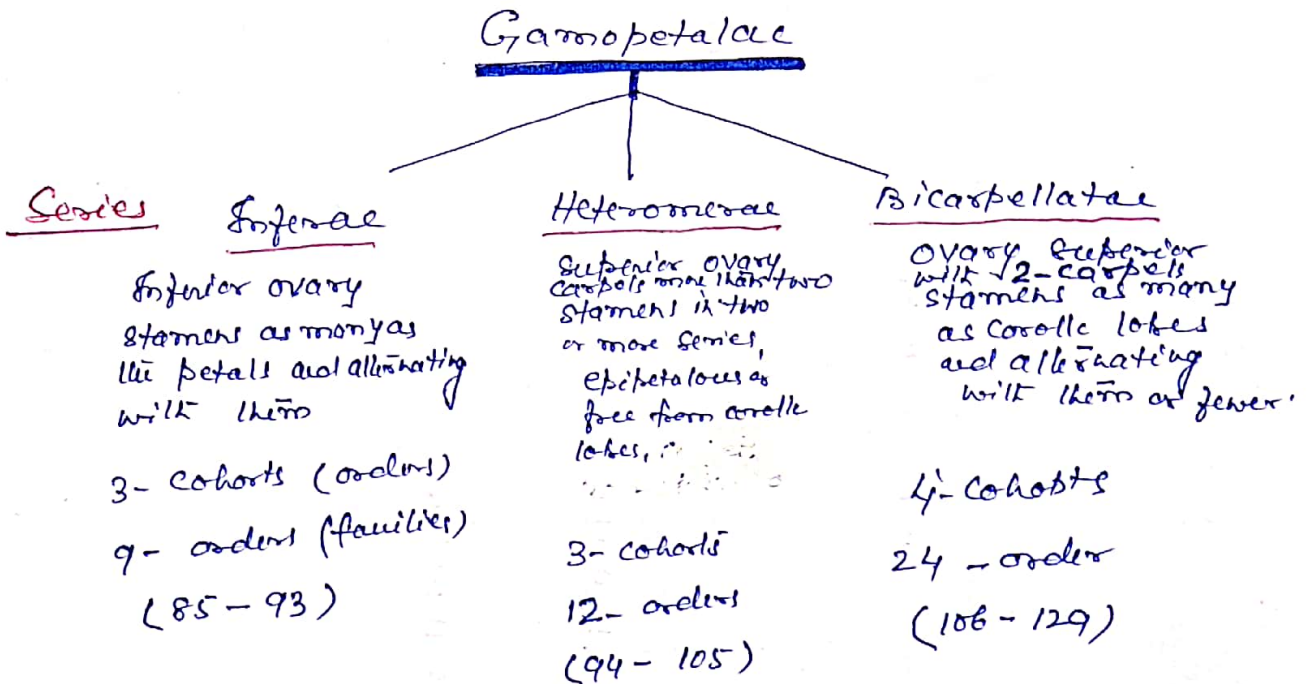 Gamopetalae
Series
Inferae
Inferior ovary
stamens as many as
the petals and alternating
with them
3- cohorts (orders)
9- orders (families)
(85-93)
Heteromerae
Superior ovary
carpels more than two
stamens in two
or more series,
epipetalous or
free from corolla
lobes,
3- cohorts
12- orders
(94- 105)
Bicarpellatae
Ovary superior
with 2-carpels
stamens as many
as corolla lobes
and alternating
with them or fewer.
4- cohorts
24 - order
(106-129)